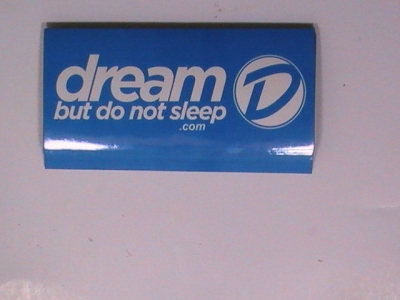 dream
but do not sleep
.com
D